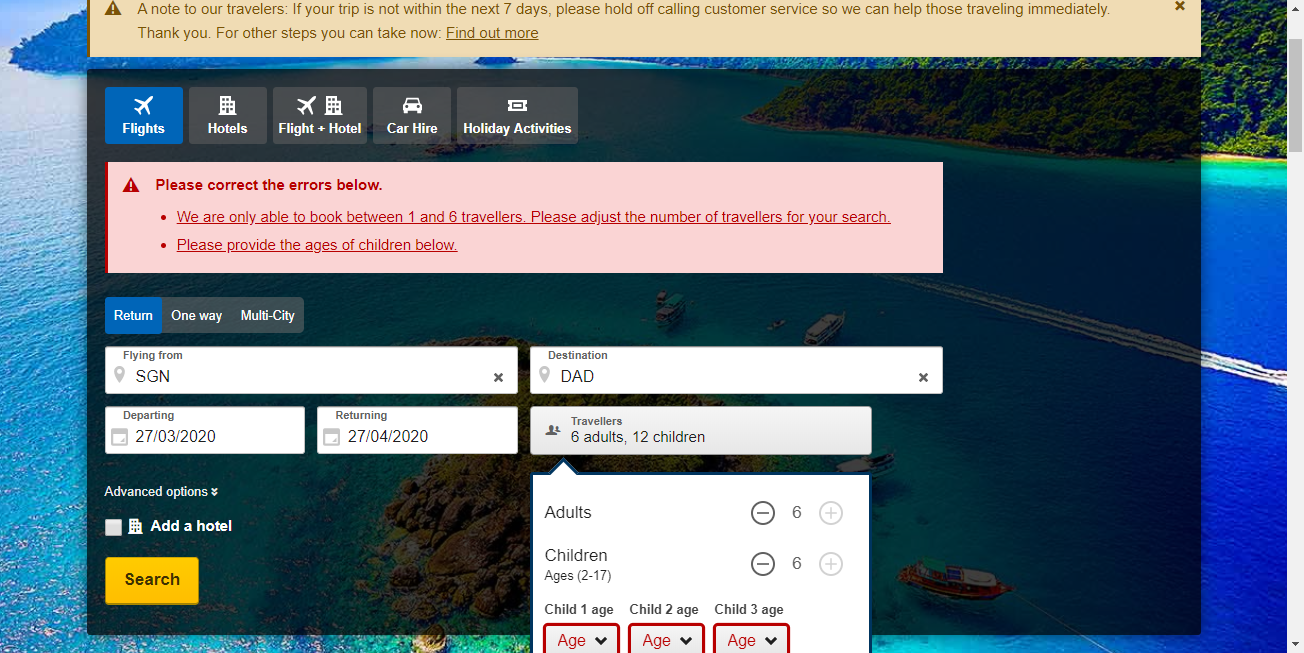 A note to our travelers: If your trip is not within the next 7 days, please hold off calling customer service so we can help those traveling immediately.
Thank you. For other steps you can take now: Find out more
Flights
Hotels
Flight + Hotel
Car Hire
Holiday Activities
Please correct the errors below.
We are only able to book between 1 and 6 travellers. Please adjust the number of travellers for your search.
Please provide the ages of children below.
Return
One way
Multi-City
Flying from
SGN
Destination
DAD
Departing
27/03/2020
Returning
27/04/2020
Travellers
6 adults, 12 children
Advanced options
Add a hotel
Search
Adults
6
Children
6
Ages (2-17)
Child 1 age
Child 2 age
Child 3 age
Age
Age
Age